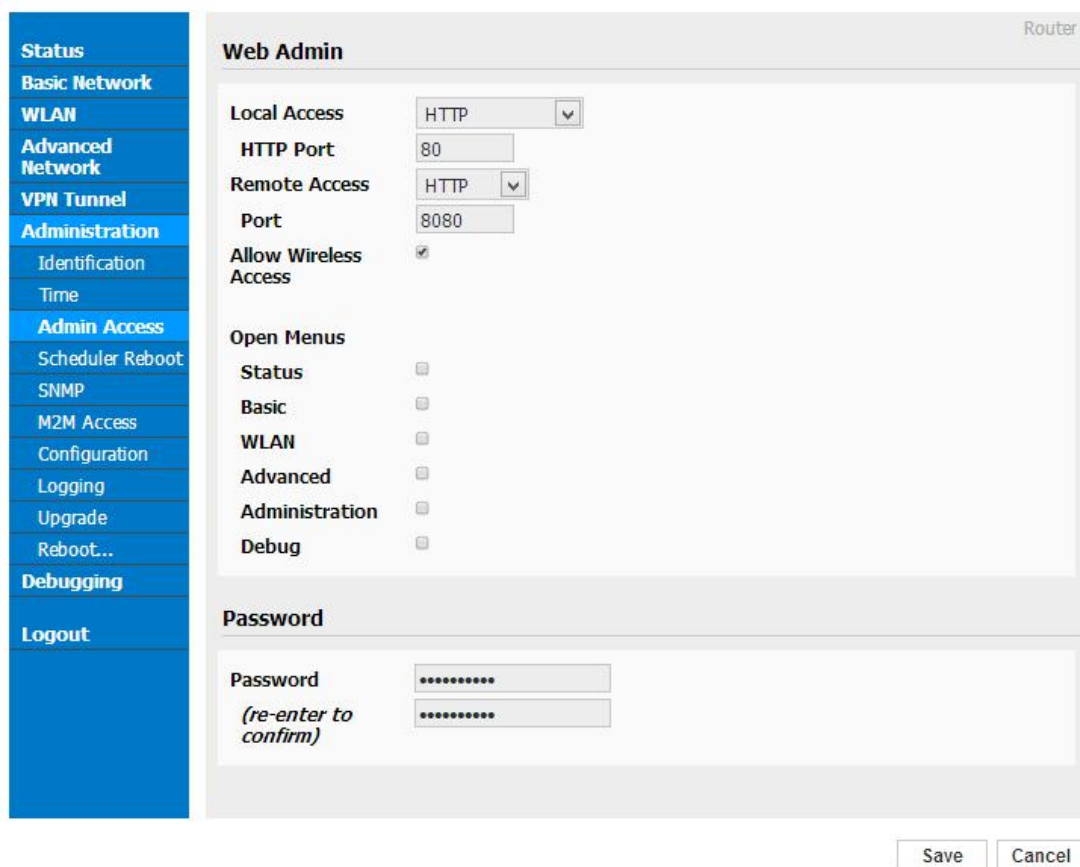 Router
Status
Basic Network
WLAN
Advanced
Network
VPN Tunnel
Administration
Identification
Time
Admin Access
Scheduler Reboot
SNMP
M2M Access
Configuration
Logging
Upgrade
Reboot...
Debugging
Logout
Web Admin
Local Access HTTP
HTTP Port 80
Remote Access HTTP
Port 8080
Allow Wireless
Access
Open Menus
Status
Basic
WLAN
Advanced
Administration
Debug
Password
Password ••••••••••
(re-enter to ••••••••••
confirm)
Save Cancel